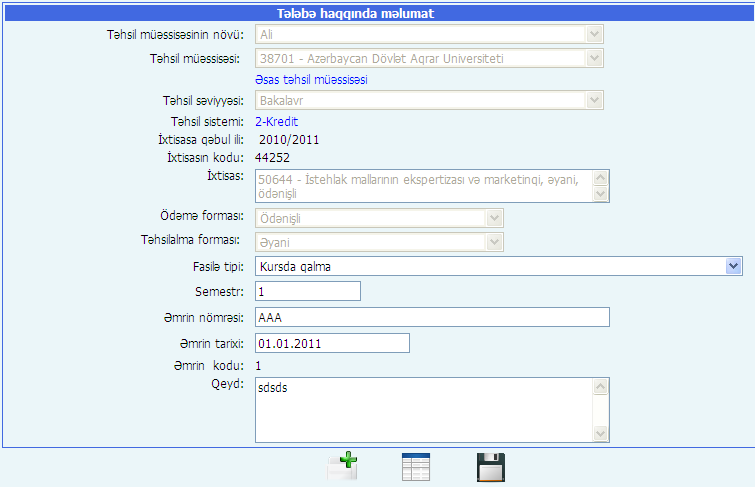 Tələbə haqqında məlumat
Təhsil müəssisəsinin növü: Ali
Təhsil müəssisəsi: 38701 - Azərbaycan Dövlət Aqrar Universiteti
Əsas təhsil müəssisəsi
Təhsil səviyyəsi: Bakalavr
Təhsil sistemi: 2-Kredit
İxtisasa qəbul ili: 2010/2011
İxtisasın kodu: 44252
İxtisas: 50644 - İstehlak mallarının ekspertizası və marketinqi, əyani,
ödənişli
Ödəmə forması: Ödənişli
Təhsilalma forması: Əyani
Fasilə tipi: Kursda qalma
Semestr: 1
Əmrin nömrəsi: AAA
Əmrin tarixi: 01.01.2011
Əmrin kodu: 1
Qeyd: sdsds